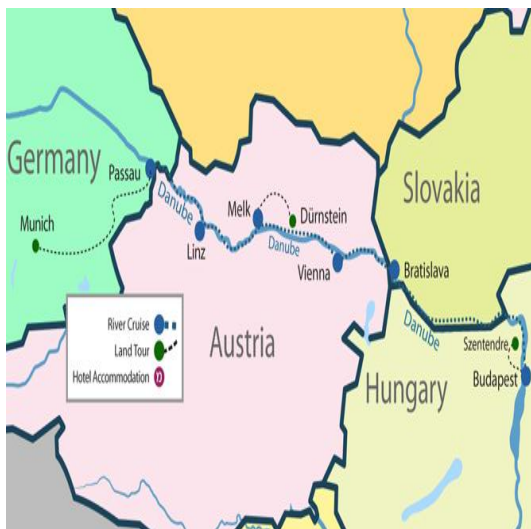 Germany
Passau
Munich
Danube
Linz
Melk
Dürnstein
Danube
Vienna
Slovakia
Bratislava
Danube
Szentendre,
Budapest
Hungary
Austria
River Cruise
Land Tour
Hotel Accommodation